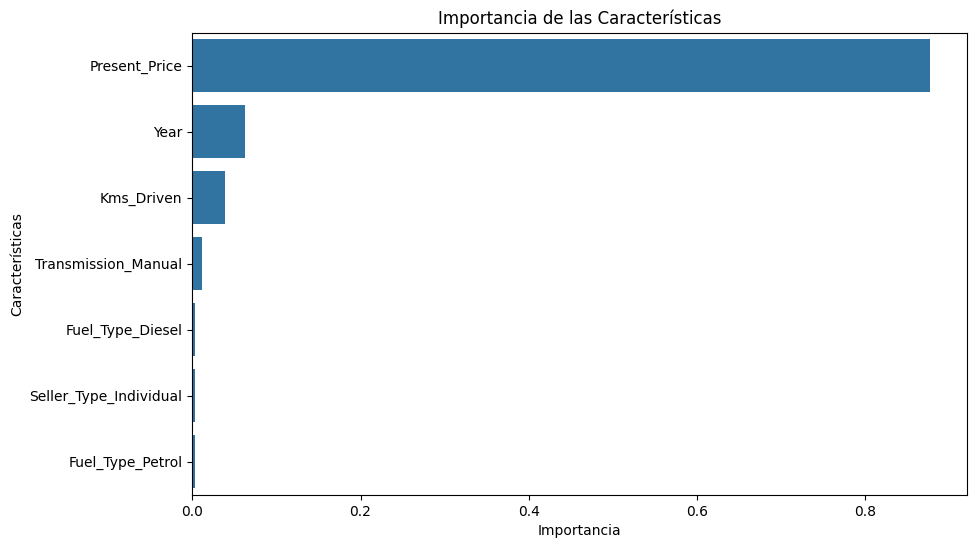 Importancia de las Características
Present_Price
Year
Kms_Driven
Transmission_Manual
Fuel_Type_Diesel
Seller_Type_Individual
Fuel_Type_Petrol
Características
0.0 0.2 0.4 0.6 0.8
Importancia